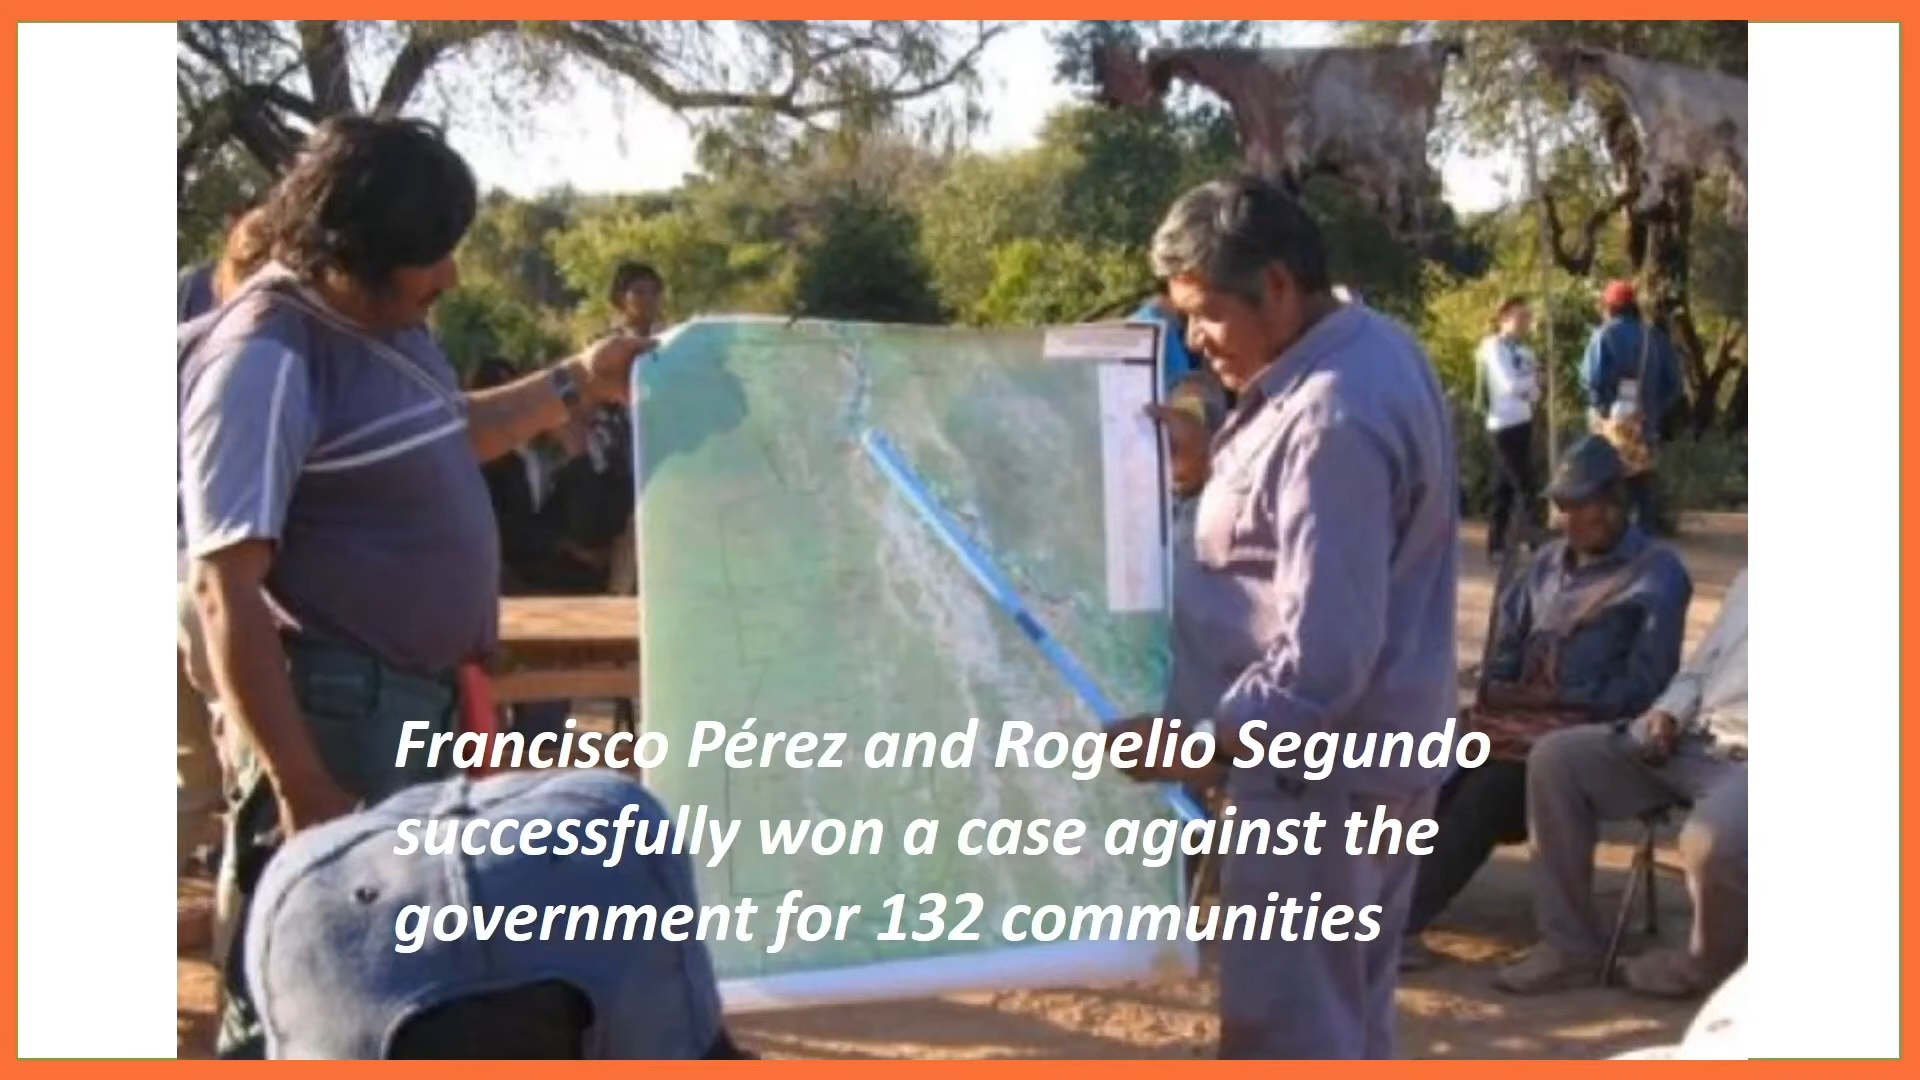 Francisco Pérez and Rogelio Segundo
successfully won a case against the
government for 132 communities